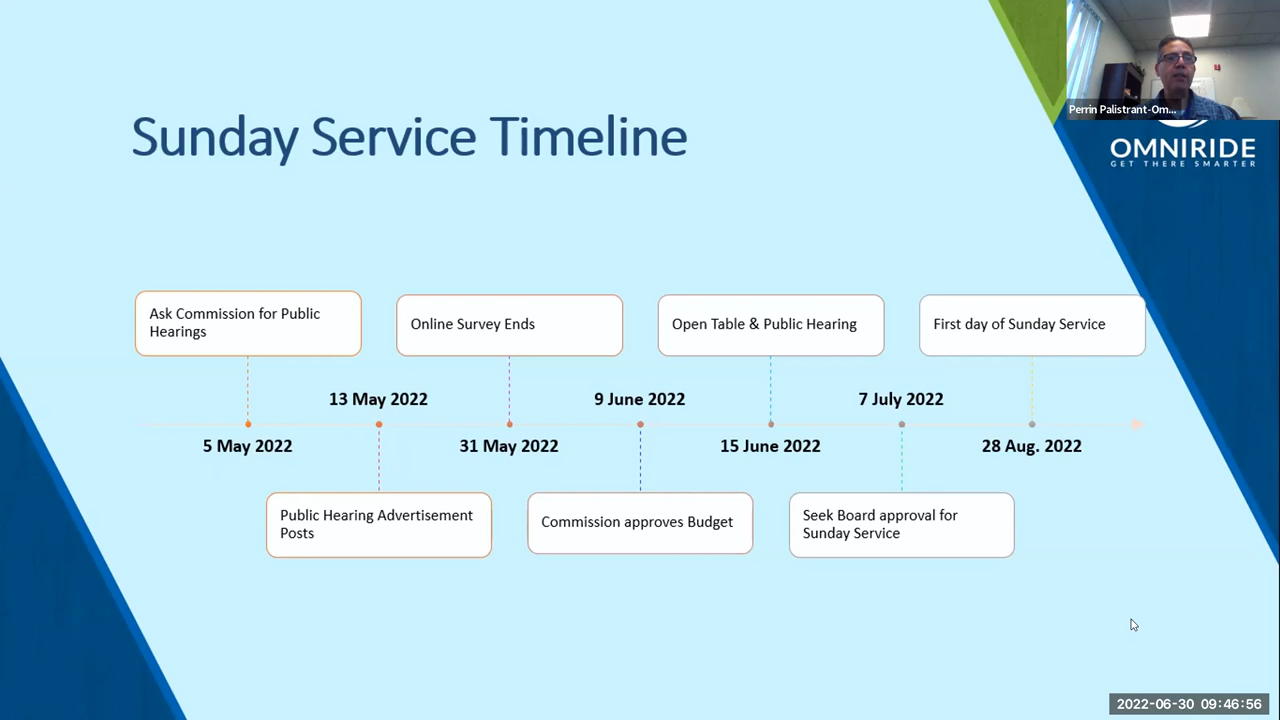 Perrin Palistrant-Om...
OMNIRIDE
GET THERE SMARTER
Sunday Service Timeline
Ask Commission for Public
Hearings
Online Survey Ends
Open Table & Public Hearing
First day of Sunday Service
13 May 2022
9 June 2022
7 July 2022
5 May 2022
31 May 2022
15 June 2022
28 Aug. 2022
Public Hearing Advertisement
Posts
Commission approves Budget
Seek Board approval for
Sunday Service
2022-06-30 09:46:56